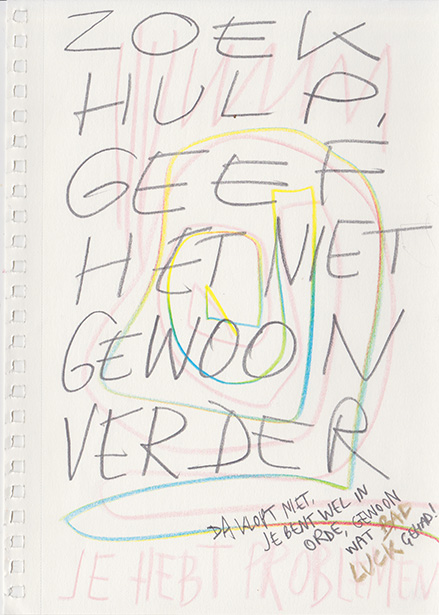 ZOEK
HULP,
GEEF
HET NIET
GEWOON
VERDER
DA KLOPT NIET,
JE BENT WEL IN
ORDE, GEWOON
WAT BAD
LUCK GEHAD!
JE HEBT PROBLEMEN